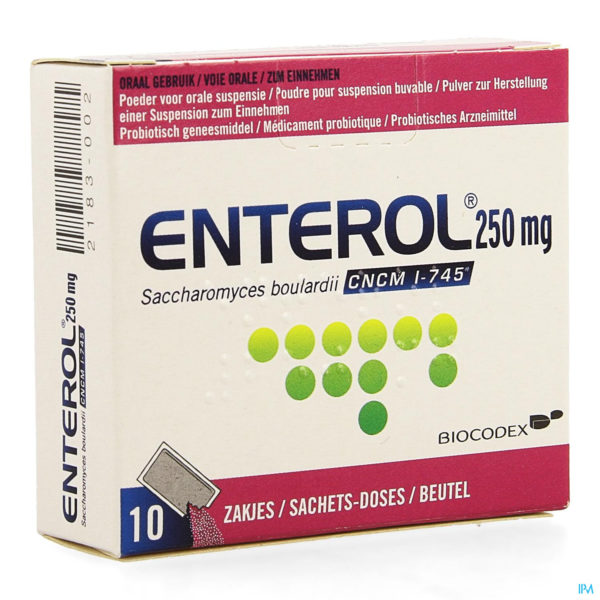 ORAAL GEBRUIK / VOIE ORALE / ZUM EINNEHMEN
Poeder voor orale suspensie / Poudre pour suspension buvable / Pulver zur Herstellung
einer Suspension zum Einnehmen
Probiotisch geneesmiddel / Médicament probiotique / Probiotisches Arzneimittel
ENTEROL® 250 mg
Saccharomyces boulardii CNCM I-745®
BIOCODEX
10 ZAKJES / SACHETS-DOSES / BEUTEL
2183-002
ENTEROL® 250 mg
Saccharomyces boulardii CNCM I-745
IPM